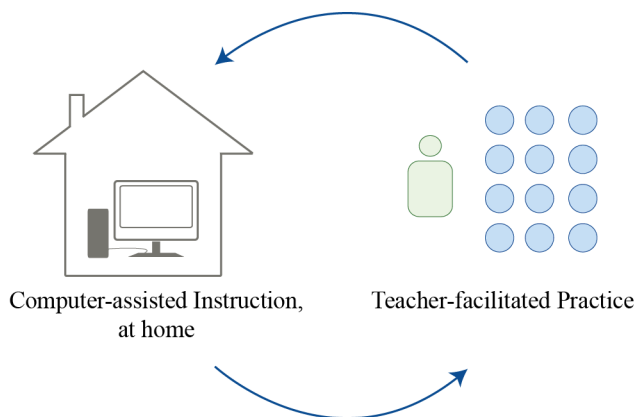 Computer-assisted Instruction,
at home
Teacher-facilitated Practice